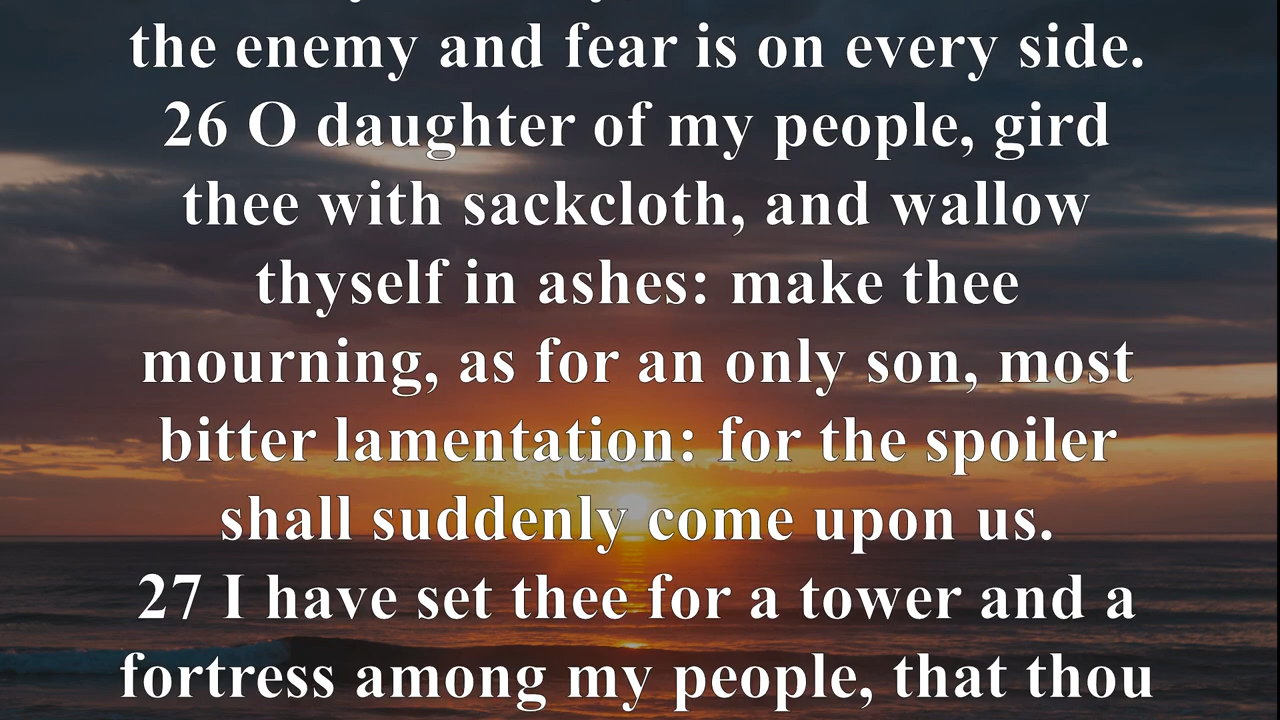 the enemy and fear is on every side.
26 O daughter of my people, gird
thee with sackcloth, and wallow
thyself in ashes: make thee
mourning, as for an only son, most
bitter lamentation: for the spoiler
shall suddenly come upon us.
27 I have set thee for a tower and a
fortress among my people, that thou